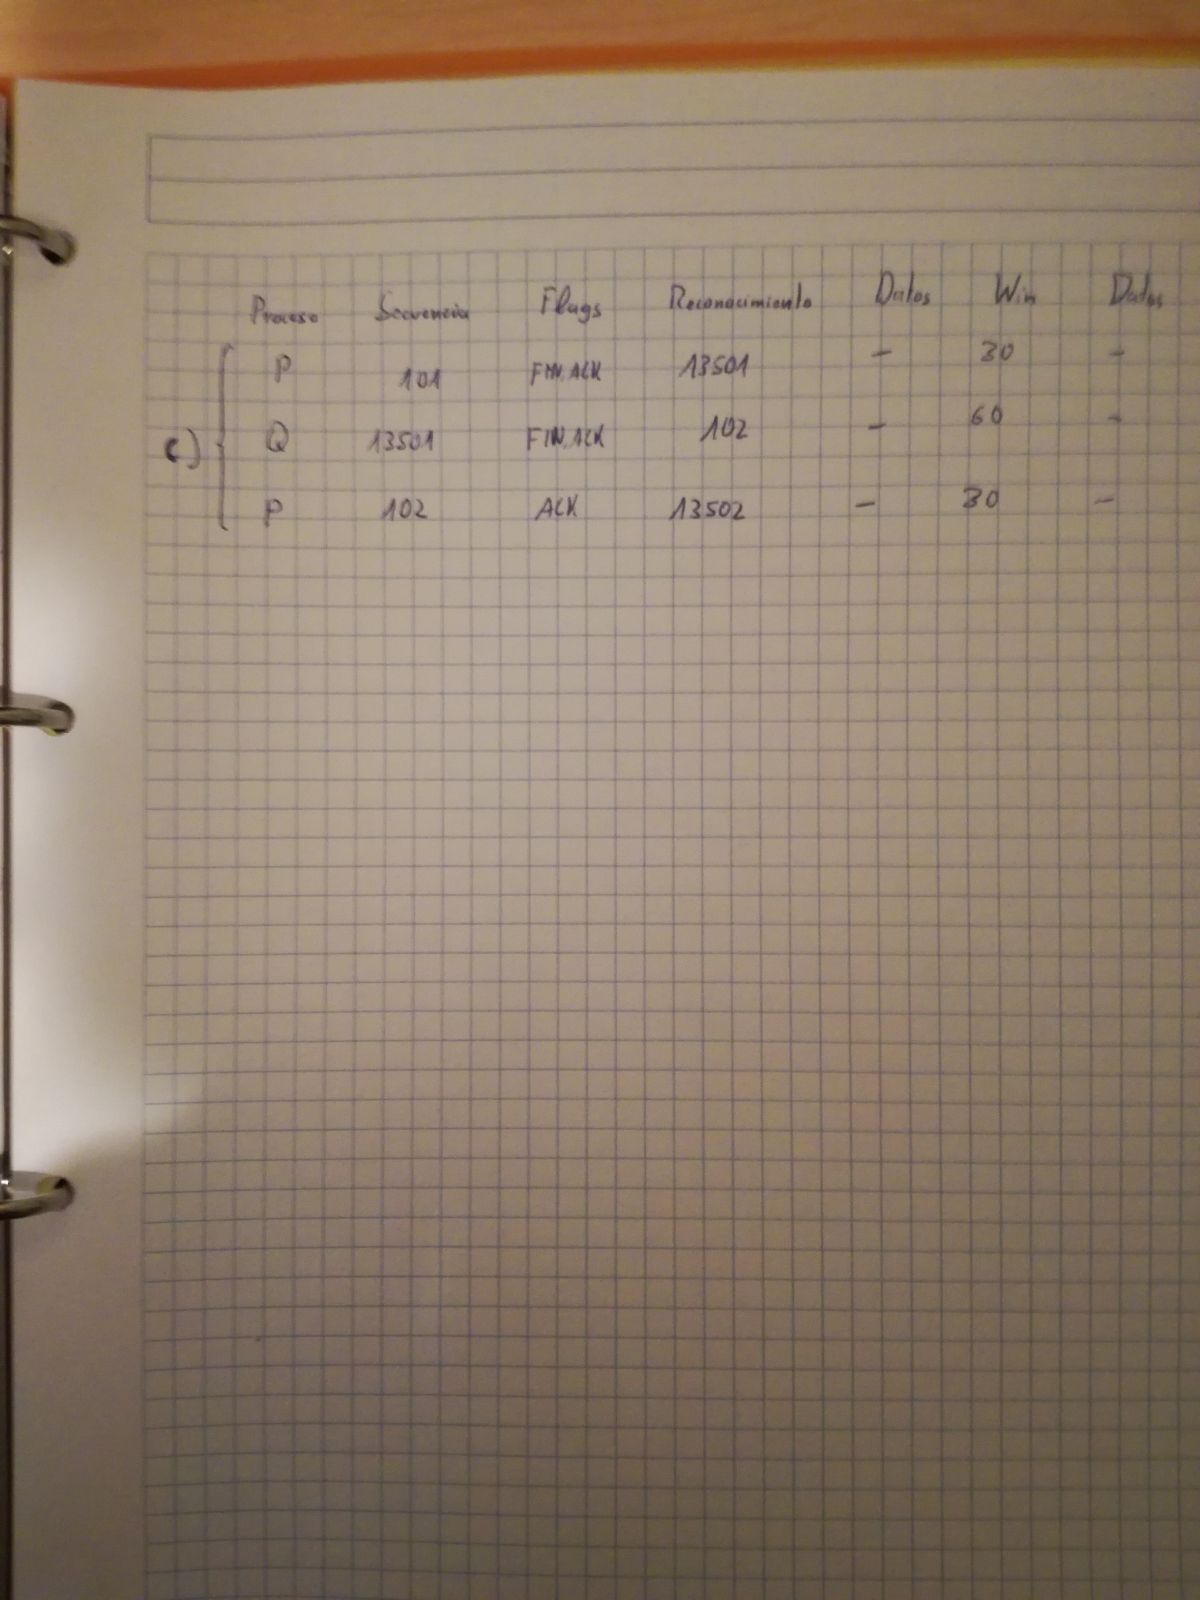 Proceso Secuencia Flags Reconocimiento Datos Win Datos
P 101 FIN,ACK 13501 - 30 -
c) Q 13501 FIN,ACK 102 - 60 -
P 102 ACK 13502 - 30 -